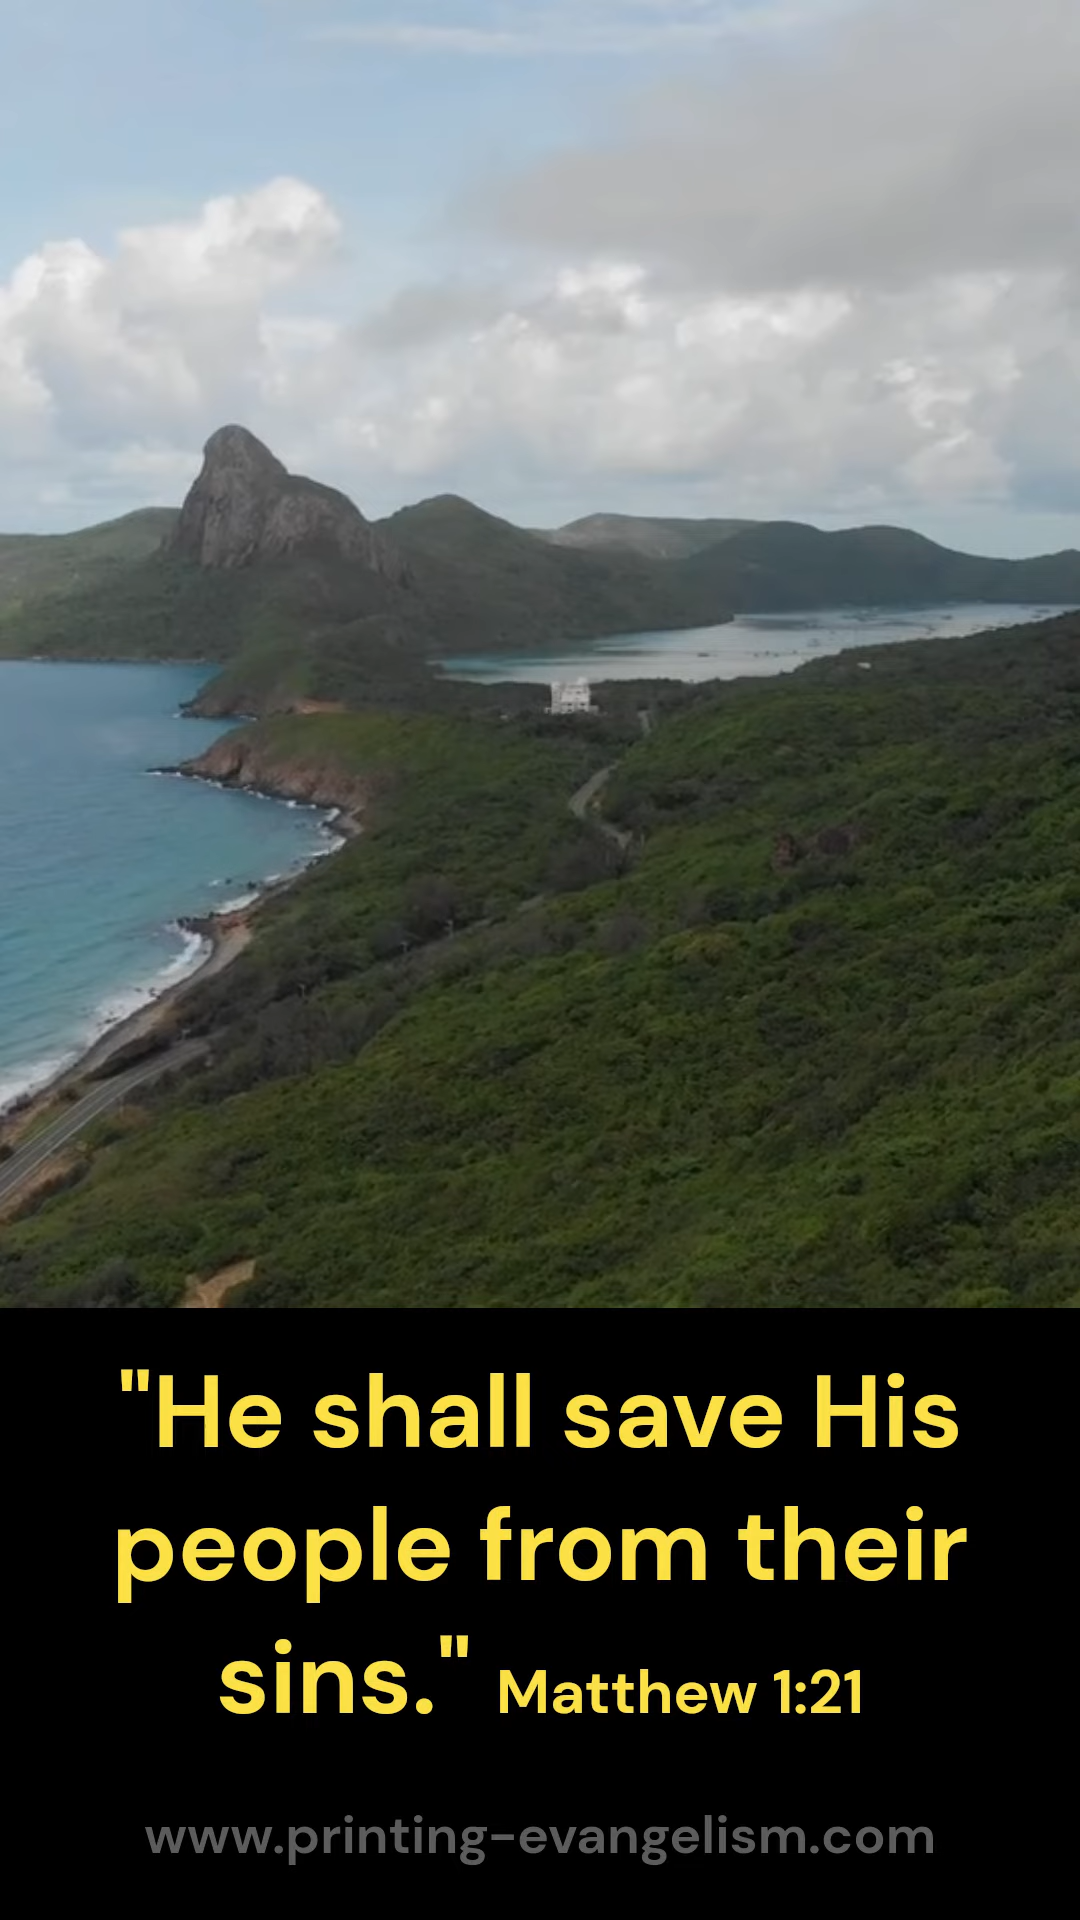 "He shall save His
people from their
sins." Matthew 1:21
www.printing-evangelism.com